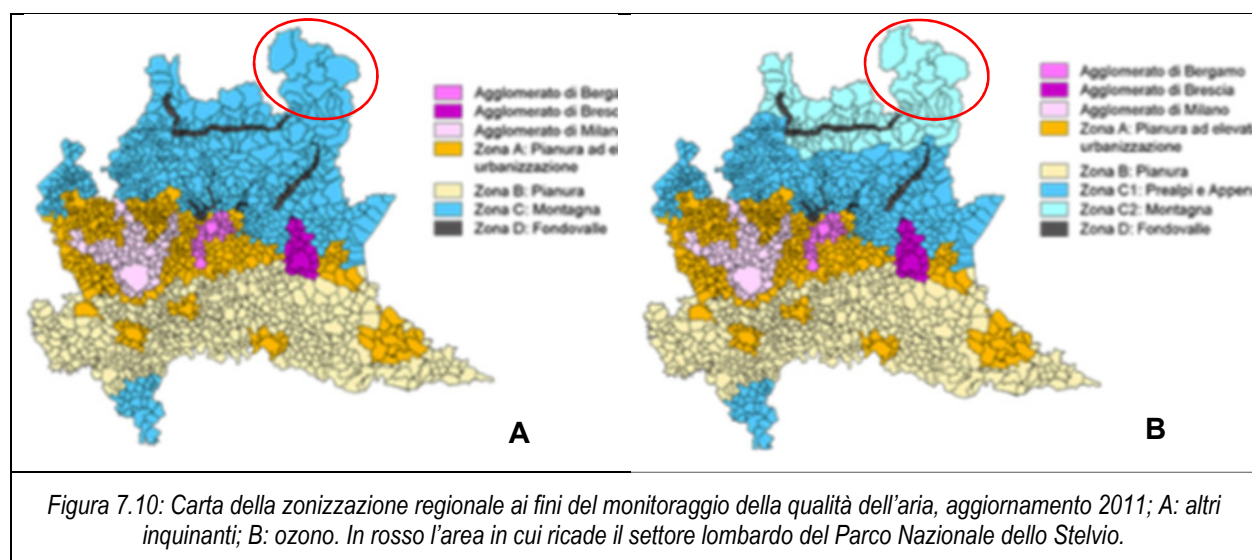 Agglomerato di Berga
Agglomerato di Bresc
Agglomerato di Milano
Zona A: Pianura ad el
urbanizzazione
Zona B: Pianura
Zona C: Montagna
Zona D: Fondovalle
A
Agglomerato di Bergamo
Agglomerato di Brescia
Agglomerato di Milano
Zona A: Pianura ad elevat
urbanizzazione
Zona B: Pianura
Zona C1: Prealpi e Appen
Zona C2: Montagna
Zona D: Fondovalle
B
Figura 7.10: Carta della zonizzazione regionale ai fini del monitoraggio della qualità dell'aria, aggiornamento 2011; A: altri
inquinanti; B: ozono. In rosso l'area in cui ricade il settore lombardo del Parco Nazionale dello Stelvio.